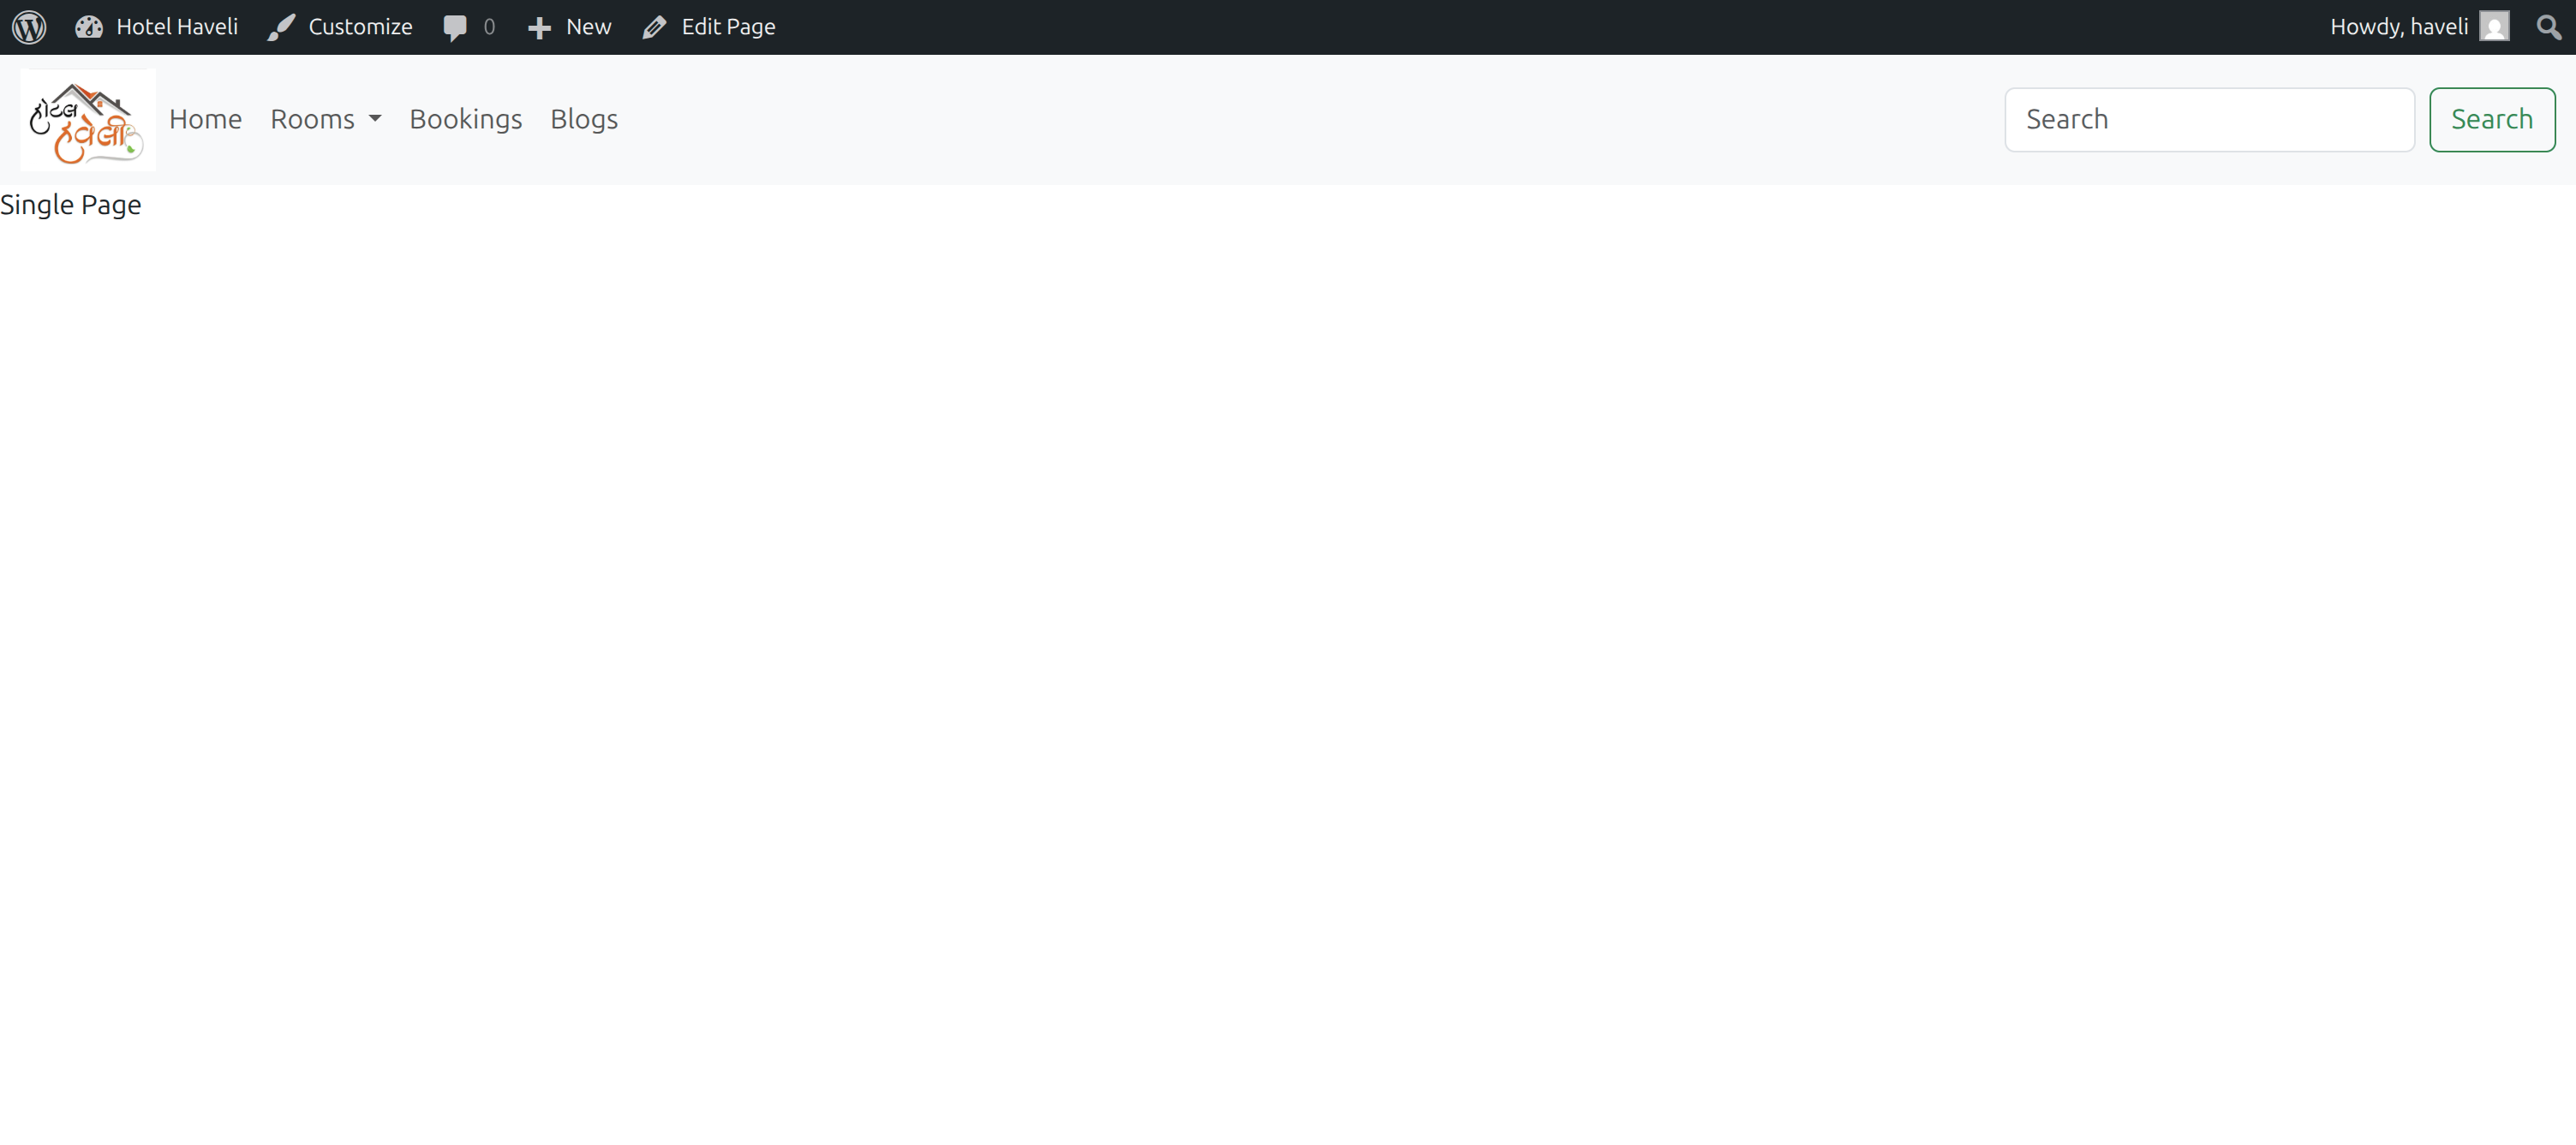 Hotel Haveli Customize 0 New Edit Page Howdy, haveli
હોટલ
હવેલી
Home Rooms Bookings Blogs Search Search
Single Page